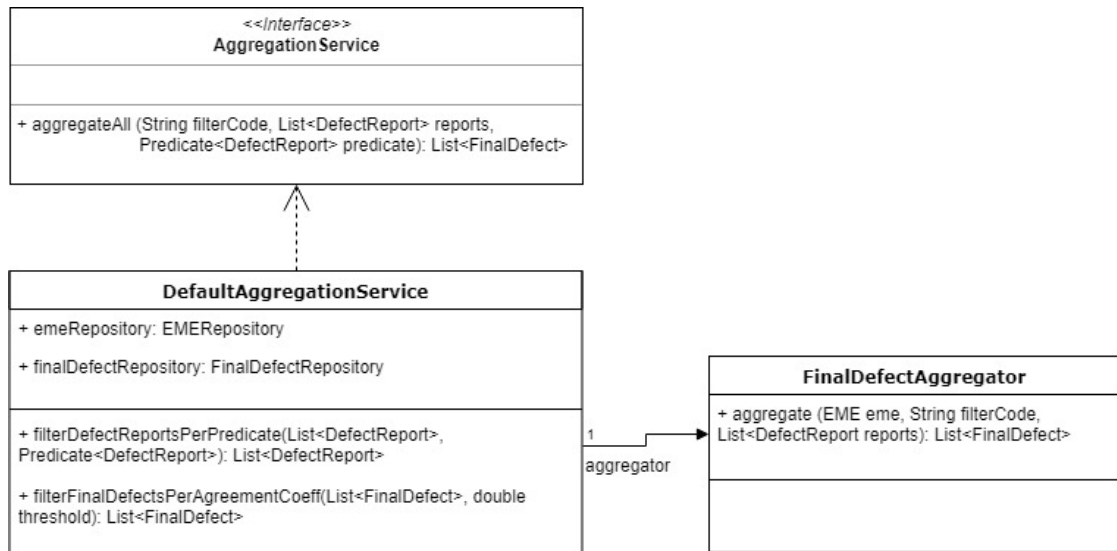 <<Interface>>
AggregationService
+ aggregateAll (String filterCode, List<DefectReport> reports,
Predicate<DefectReport> predicate): List<FinalDefect>
DefaultAggregationService
+ emeRepository: EMERepository
+ finalDefectRepository: FinalDefectRepository
+ filterDefectReportsPerPredicate(List<DefectReport>,
Predicate<DefectReport>): List<DefectReport>
+ filterFinalDefectsPerAgreementCoeff(List<FinalDefect>, double
threshold): List<FinalDefect>
1
aggregator
FinalDefectAggregator
+ aggregate (EME eme, String filterCode,
List<DefectReport reports): List<FinalDefect>